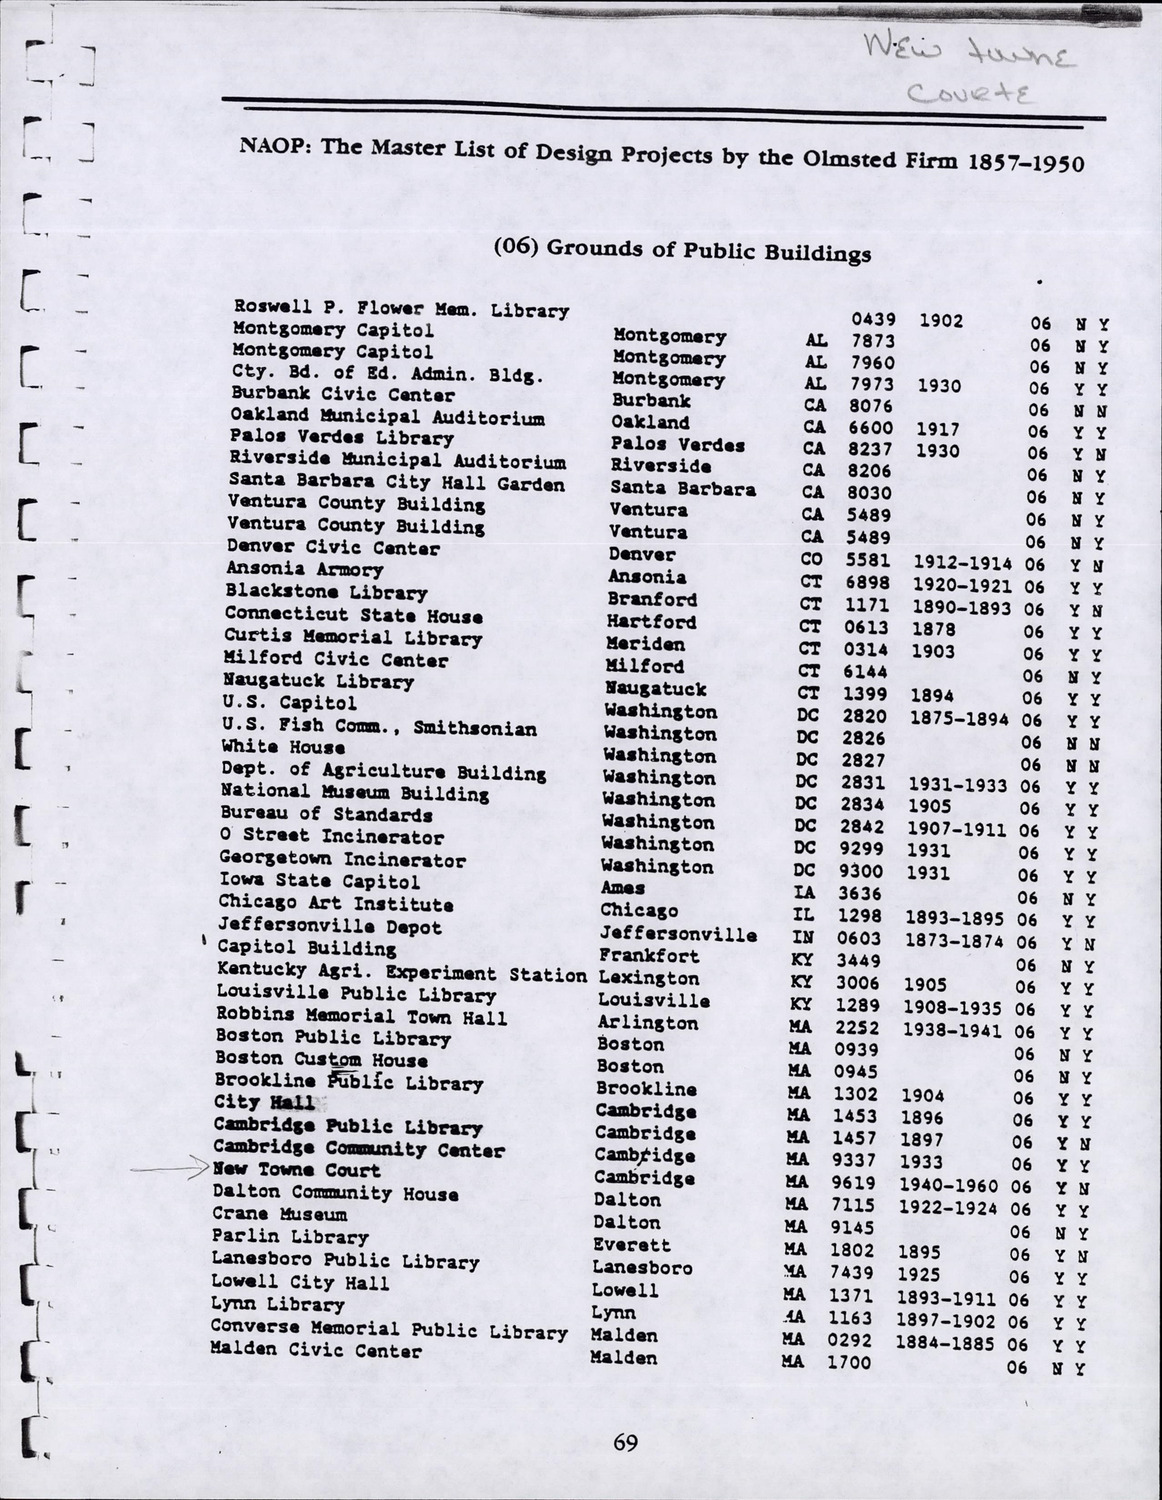 NEW TOWNE
COURTE
NAOP: The Master List of Design Projects by the Olmsted Firm 1857–1950
(06) Grounds of Public Buildings
Roswell P. Flower Mem. Library 0439 1902 06 N Y
Montgomery Capitol Montgomery AL 7873 06 N Y
Montgomery Capitol Montgomery AL 7960 06 N Y
Cty. Bd. of Ed. Admin. Bldg. Montgomery AL 7973 1930 06 Y Y
Burbank Civic Center Burbank CA 8076 06 N N
Oakland Municipal Auditorium Oakland CA 6600 1917 06 Y Y
Palos Verdes Library Palos Verdes CA 8237 1930 06 Y N
Riverside Municipal Auditorium Riverside CA 8206 06 N Y
Santa Barbara City Hall Garden Santa Barbara CA 8030 06 N Y
Ventura County Building Ventura CA 5489 06 N Y
Ventura County Building Ventura CA 5489 06 N Y
Denver Civic Center Denver CO 5581 1912-1914 06 Y N
Ansonia Armory Ansonia CT 6898 1920-1921 06 Y Y
Blackstone Library Branford CT 1171 1890-1893 06 Y N
Connecticut State House Hartford CT 0613 1878 06 Y Y
Curtis Memorial Library Meriden CT 0314 1903 06 Y Y
Milford Civic Center Milford CT 6144 06 N Y
Naugatuck Library Naugatuck CT 1399 1894 06 Y Y
U.S. Capitol Washington DC 2820 1875-1894 06 Y Y
U.S. Fish Comm., Smithsonian Washington DC 2826 06 N N
White House Washington DC 2827 06 N N
Dept. of Agriculture Building Washington DC 2831 1931-1933 06 Y Y
National Museum Building Washington DC 2834 1905 06 Y Y
Bureau of Standards Washington DC 2842 1907-1911 06 Y Y
O Street Incinerator Washington DC 9299 1931 06 Y Y
Georgetown Incinerator Washington DC 9300 1931 06 Y Y
Iowa State Capitol Ames IA 3636 06 N Y
Chicago Art Institute Chicago IL 1298 1893-1895 06 Y Y
Jeffersonville Depot Jeffersonville IN 0603 1873-1874 06 Y N
Capitol Building Frankfort KY 3449 06 N Y
Kentucky Agri. Experiment Station Lexington KY 3006 1905 06 Y Y
Louisville Public Library Louisville KY 1289 1908-1935 06 Y Y
Robbins Memorial Town Hall Arlington MA 2252 1938-1941 06 Y Y
Boston Public Library Boston MA 0939 06 N Y
Boston Custom House Boston MA 0945 06 N Y
Brookline Public Library Brookline MA 1302 1904 06 Y Y
City Hall Cambridge MA 1453 1896 06 Y Y
Cambridge Public Library Cambridge MA 1457 1897 06 Y N
Cambridge Community Center Cambridge MA 9337 1933 06 Y Y
New Towne Court Cambridge MA 9619 1940-1960 06 Y N
Dalton Community House Dalton MA 7115 1922-1924 06 Y Y
Crane Museum Dalton MA 9145 06 N Y
Parlin Library Everett MA 1802 1895 06 Y N
Lanesboro Public Library Lanesboro MA 7439 1925 06 Y Y
Lowell City Hall Lowell MA 1371 1893-1911 06 Y Y
Lynn Library Lynn MA 1163 1897-1902 06 Y Y
Converse Memorial Public Library Malden MA 0292 1884-1885 06 Y Y
Malden Civic Center Malden MA 1700 06 N Y
69